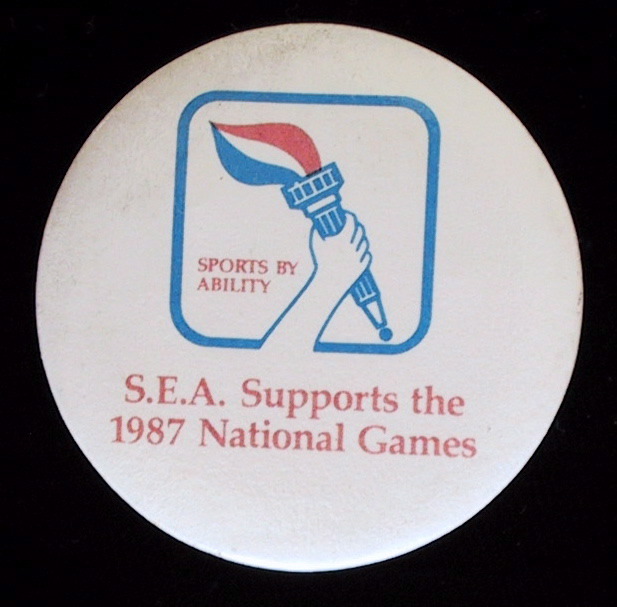 SPORTS BY
ABILITY
S.E.A. Supports the
1987 National Games